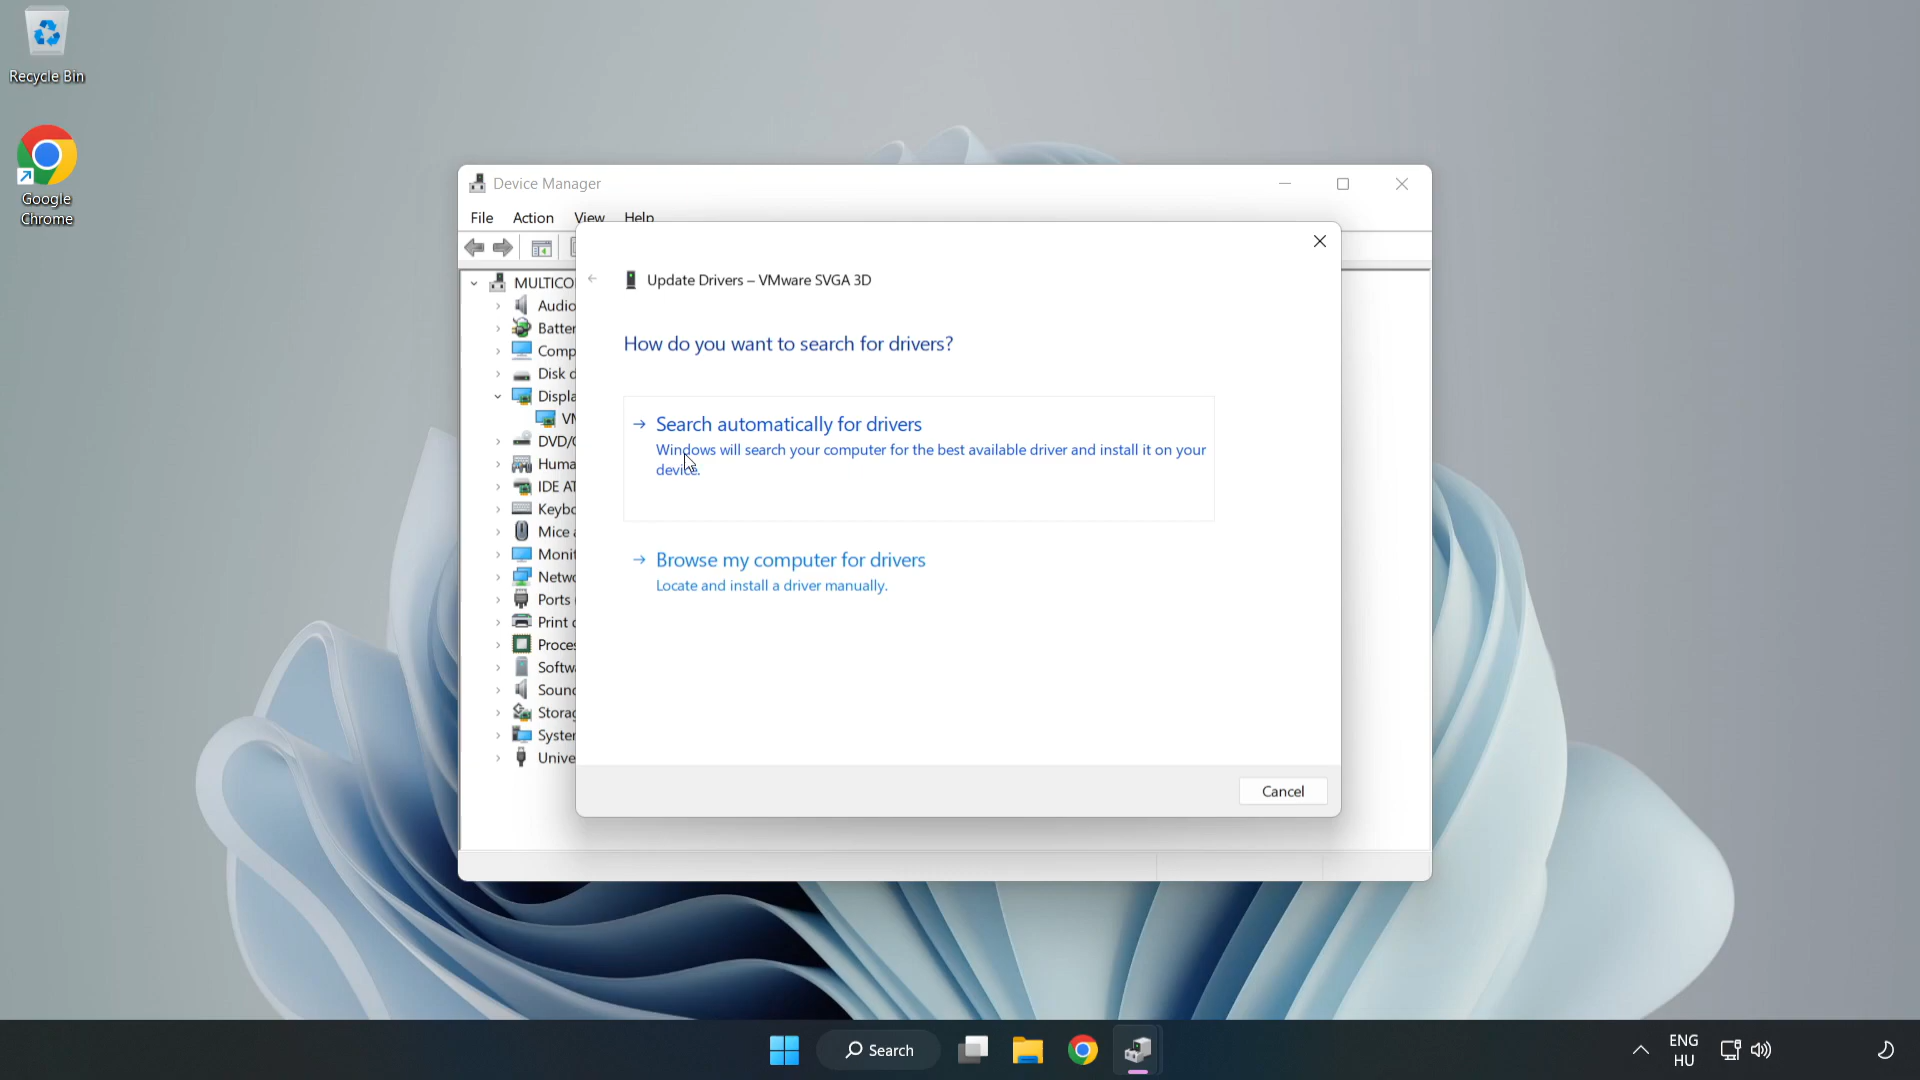 Recycle Bin
Google
Chrome
Device Manager
File Action View Help
MULTICO
Audio
Batter
Comp
Disk d
Displa
VM
DVD/C
Huma
IDE AT
Keybo
Mice a
Monit
Netwo
Ports
Print
Proces
Softwa
Sound
Storag
System
Unive
Update Drivers – VMware SVGA 3D
How do you want to search for drivers?
Search automatically for drivers
Windows will search your computer for the best available driver and install it on your
device.
Browse my computer for drivers
Locate and install a driver manually.
Cancel
Search
ENG
HU